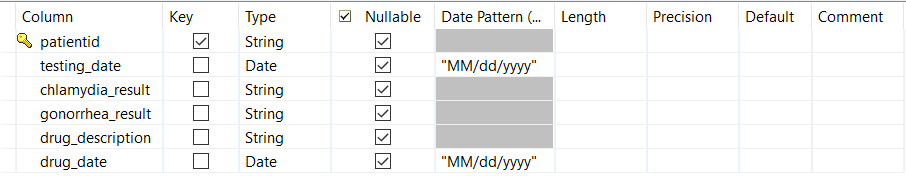 Column Key Type Nullable Date Pattern (... Length Precision Default Comment
patientid String
testing_date Date "MM/dd/yyyy"
chlamydia_result String
gonorrhea_result String
drug_description String
drug_date Date "MM/dd/yyyy"